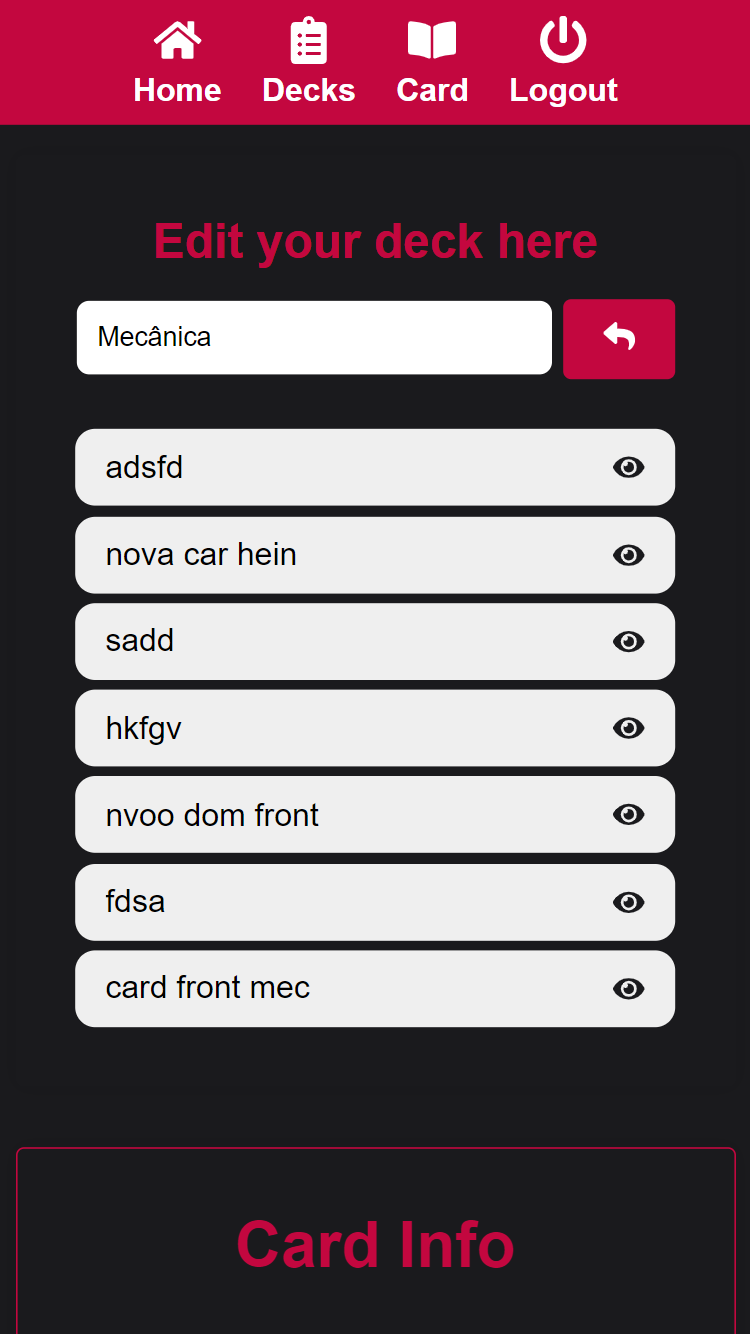 Home Decks Card Logout
Edit your deck here
Mecânica
adsfd
nova car hein
sadd
hkfgv
nvoo dom front
fdsa
card front mec
Card Info